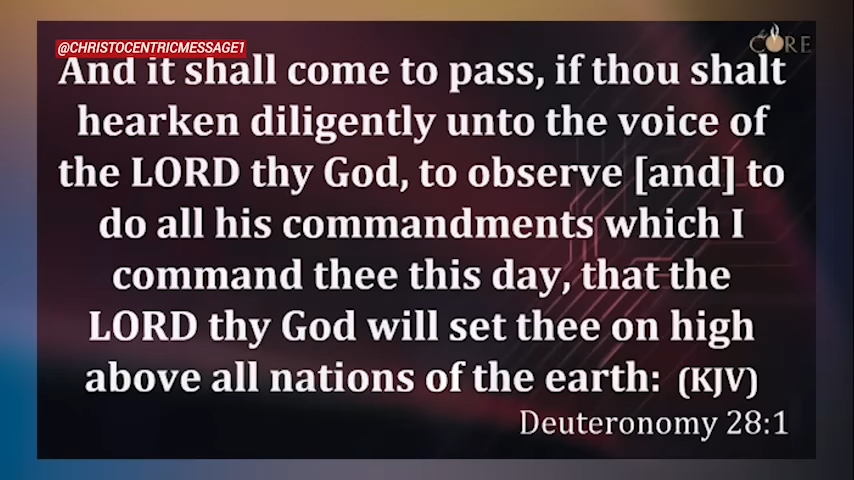 @CHRISTOCENTRICMESSAGE1
CORE
And it shall come to pass, if thou shalt
hearken diligently unto the voice of
the LORD thy God, to observe [and] to
do all his commandments which I
command thee this day, that the
LORD thy God will set thee on high
above all nations of the earth: (KJV)
Deuteronomy 28:1